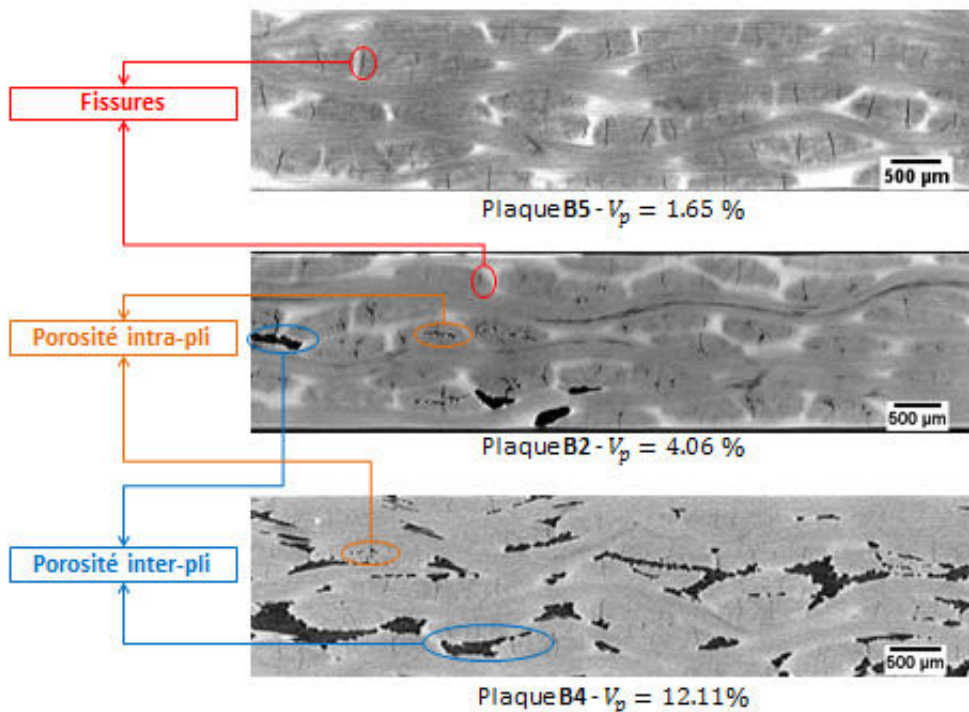 Fissures
500 µm
Plaque B5 - Vp = 1.65 %
Porosité intra-pli
500 µm
Plaque B2 - Vp = 4.06 %
Porosité inter-pli
500 µm
Plaque B4 - Vp = 12.11%